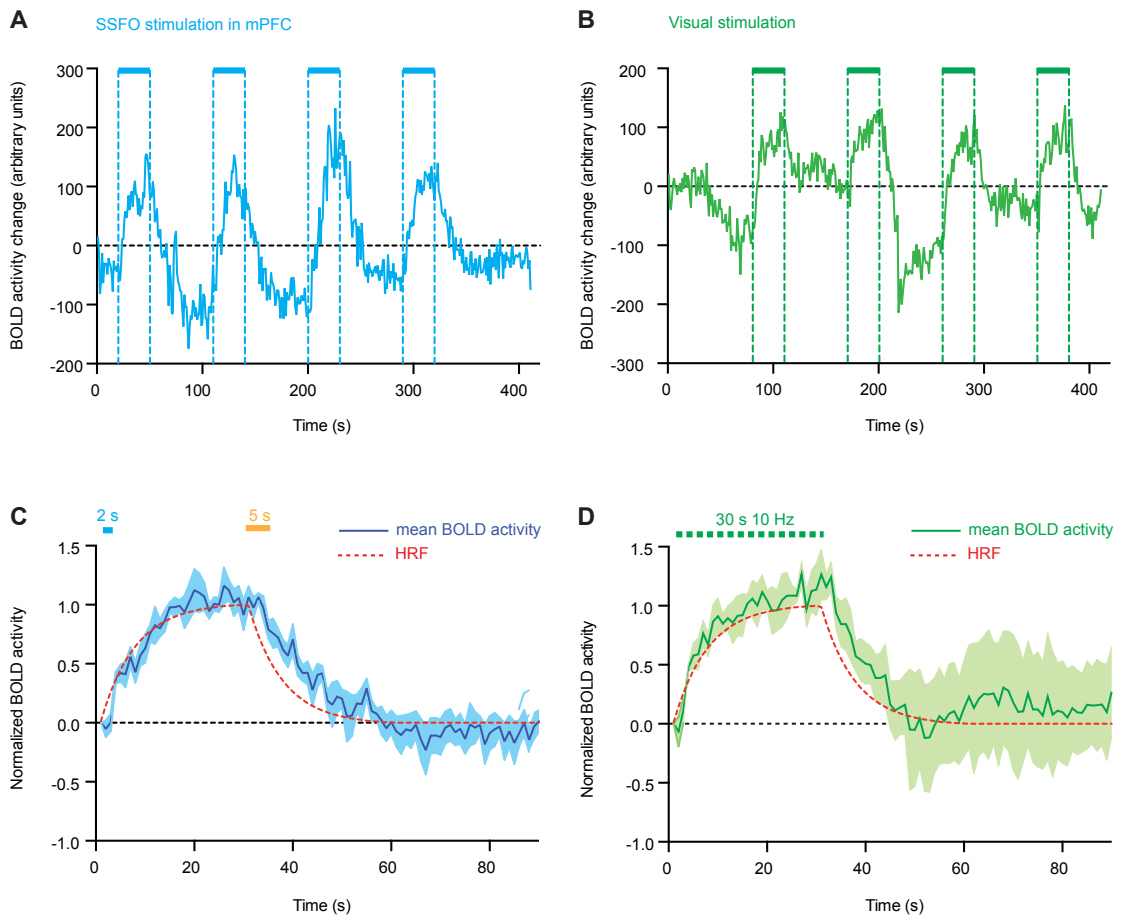 A
SSFO stimulation in mPFC
BOLD activity change (arbitrary units)
300
200
100
0
-100
-200
0
100
200
300
400
Time (s)
B
Visual stimulation
BOLD activity change (arbitrary units)
200
100
0
-100
-200
-300
0
100
200
300
400
Time (s)
C
2 s
5 s
mean BOLD activity
HRF
Normalized BOLD activity
1.5
1.0
0.5
0.0
-0.5
-1.0
0
20
40
60
80
Time (s)
D
30 s 10 Hz
mean BOLD activity
HRF
Normalized BOLD activity
1.5
1.0
0.5
0.0
-0.5
-1.0
0
20
40
60
80
Time (s)